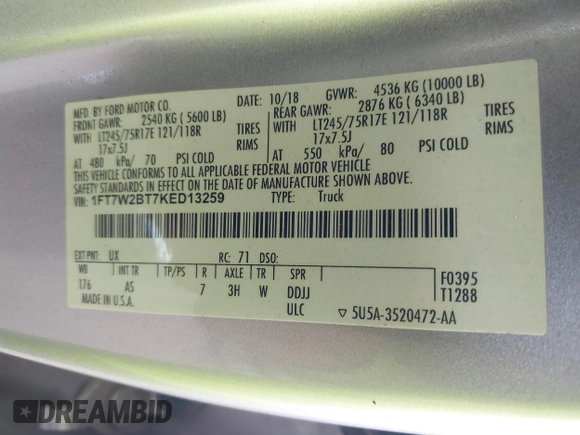 MFD. BY FORD MOTOR CO.
10/18
GVWR: 4536 KG (10000 LB)
FRONT GAWR: 2540 KG (5600 LB)
REAR GAWR: 2876 KG (6340 LB)
WITH LT245/75R17E 121/118R TIRES
WITH LT245/75R17E 121/118R TIRES
17x7.5J RIMS
17x7.5J RIMS
AT 480 kPa/ 70 PSI COLD
AT 550 kPa/ 80 PSI COLD
THIS VEHICLE CONFORMS TO ALL APPLICABLE FEDERAL MOTOR VEHICLE
SAFETY STANDARDS IN EFFECT ON THE DATE OF MANUFACTURE SHOWN ABOVE.
VIN: 1FT7W2BT7KED13259
TYPE: Truck
EXT PNT: UX RC: 71 DSO:
WB INT TR TP/PS R AXLE TR SPR
176 AS 7 3H W DDJJ
ULC
F0395
T1288
MADE IN U.S.A.
▽ 5U5A-3520472-AA
DREAMBID